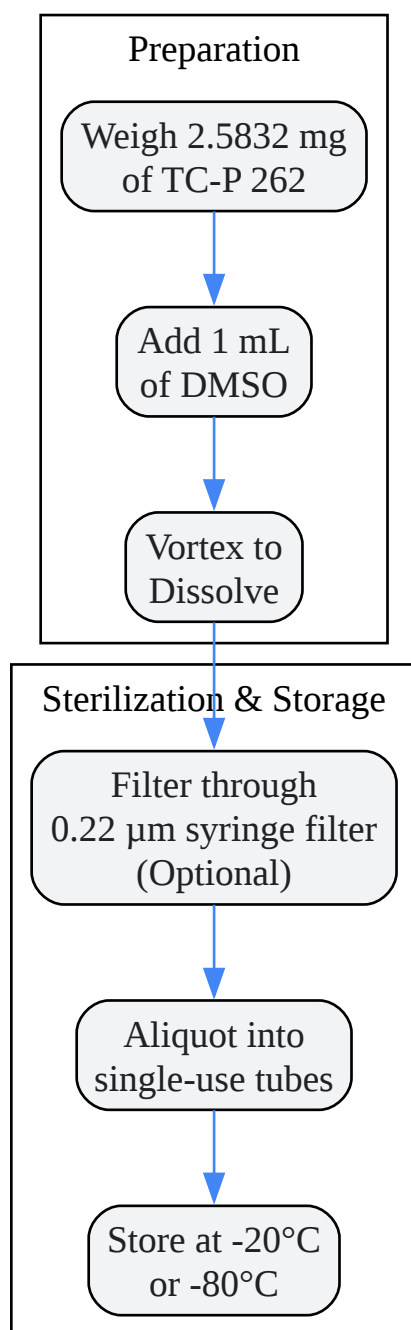 Preparation
Weigh 2.5832 mg
of TC-P 262
Add 1 mL
of DMSO
Vortex to
Dissolve
Sterilization & Storage
Filter through
0.22 µm syringe filter
(Optional)
Aliquot into
single-use tubes
Store at -20°C
or -80°C